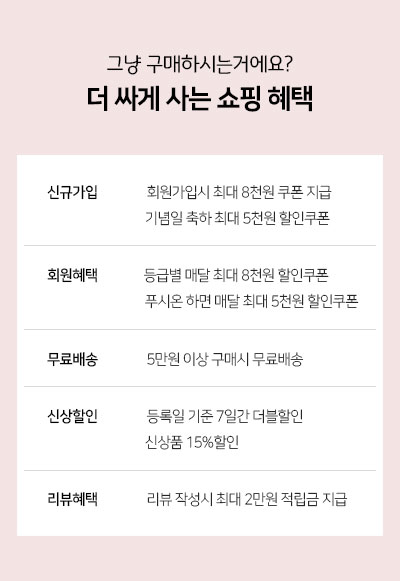 그냥 구매하시는거에요?
더 싸게 사는 쇼핑 혜택
신규가입 회원가입시 최대 8천원 쿠폰 지급
기념일 축하 최대 5천원 할인쿠폰
회원혜택 등급별 매달 최대 8천원 할인쿠폰
푸시온 하면 매달 최대 5천원 할인쿠폰
무료배송 5만원 이상 구매시 무료배송
신상할인 등록일 기준 7일간 더블할인
신상품 15%할인
리뷰혜택 리뷰 작성시 최대 2만원 적립금 지급